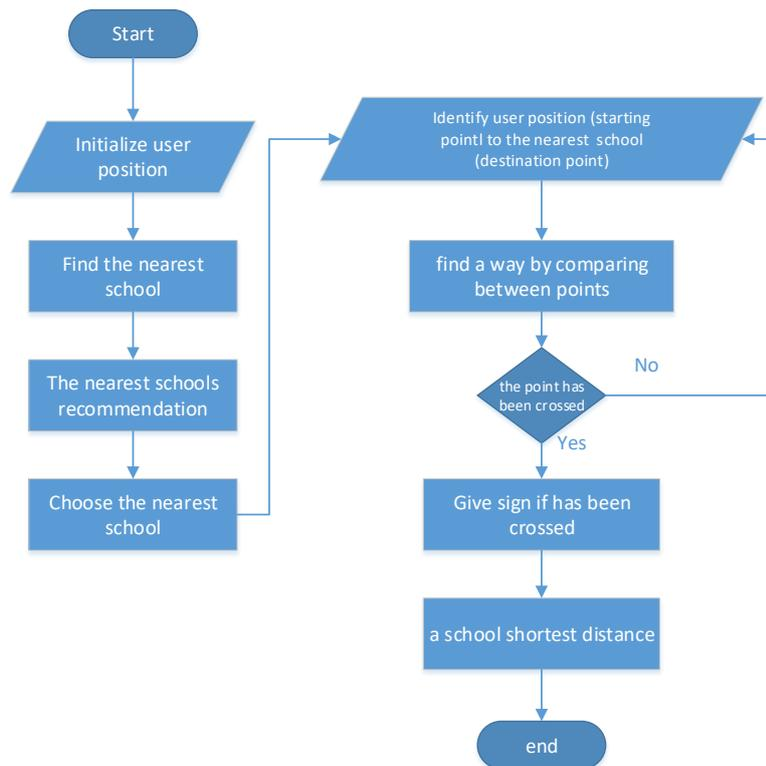 Start
Initialize user
position
Find the nearest
school
The nearest schools
recommendation
Choose the nearest
school
Identify user position (starting
pointl to the nearest school
(destination point)
find a way by comparing
between points
the point has
been crossed
No
Yes
Give sign if has been
crossed
a school shortest distance
end